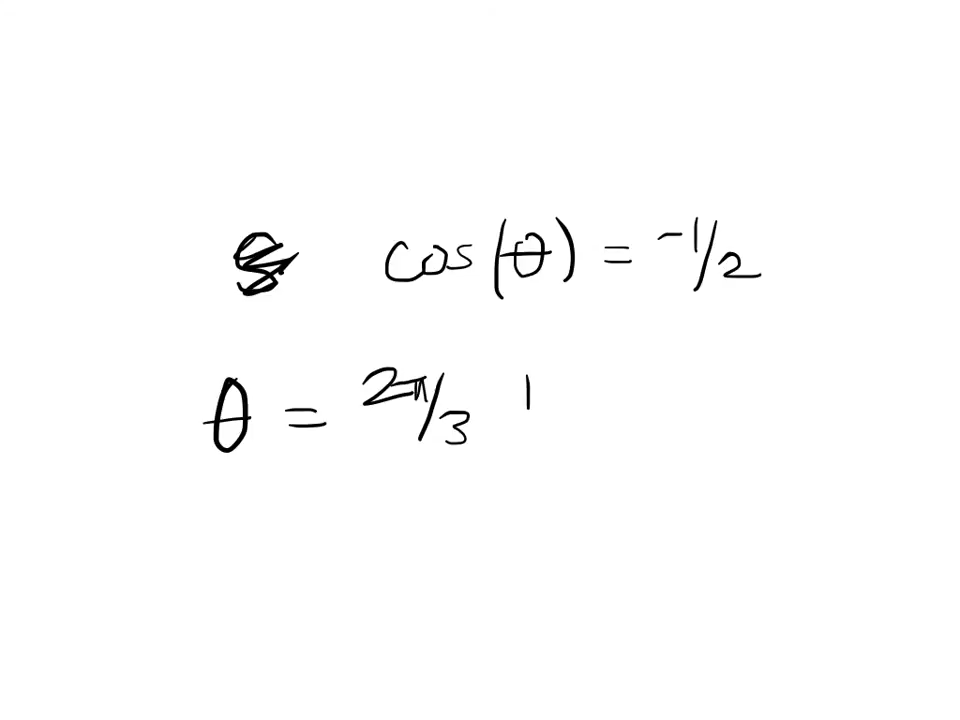 cos(θ) = -1/2
θ = 2π/3 |